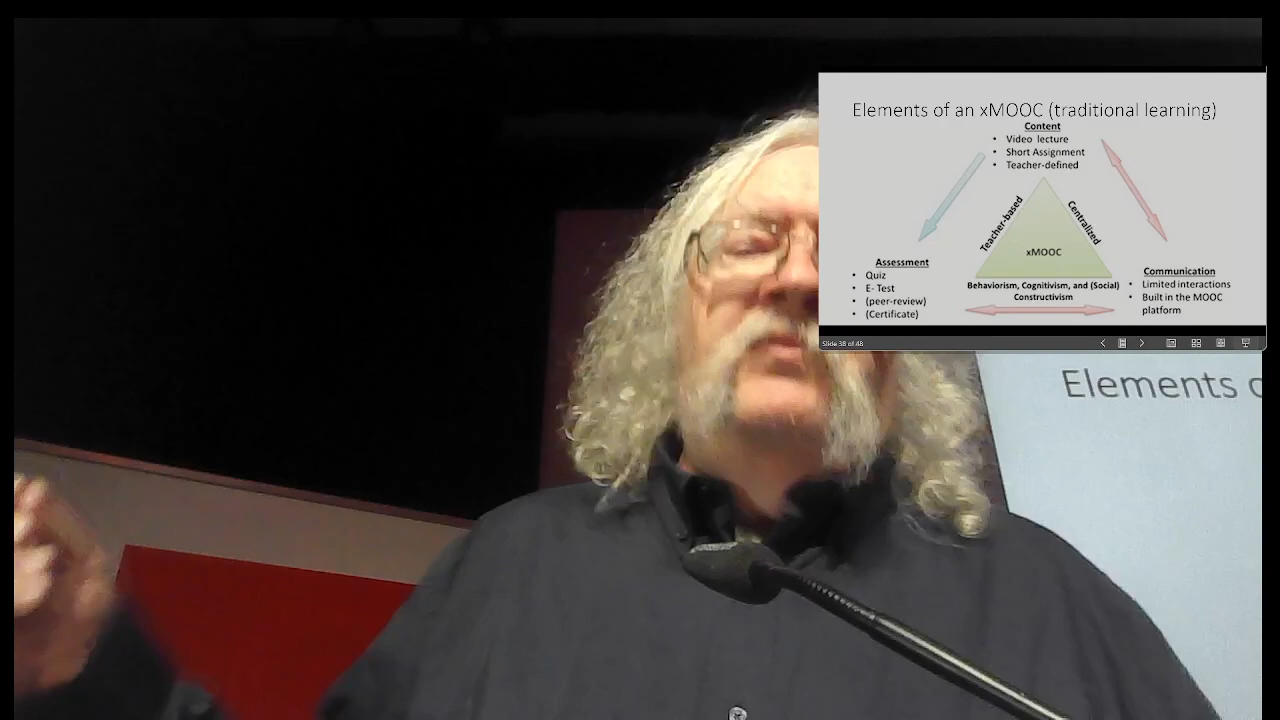 Elements of an xMOOC (traditional learning)
Content
• Video lecture
• Short Assignment
• Teacher-defined
Teacher-based
Centralized
xMOOC
Assessment
• Quiz
• E- Test
• (peer-review)
• (Certificate)
Behaviorism, Cognitivism, and (Social)
Constructivism
Communication
• Limited interactions
• Built in the MOOC
platform
Slide 38 of 48
Elements